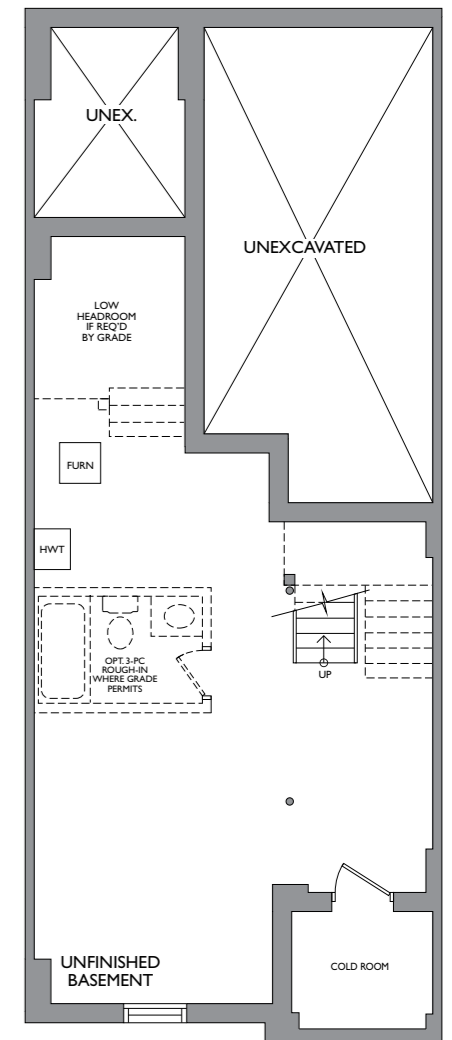 UNEX.
UNEXCAVATED
LOW
HEADROOM
IF REQ'D
BY GRADE
FURN
HWT
OPT. 3-PC
ROUGH-IN
WHERE GRADE
PERMITS
UP
UNFINISHED
BASEMENT
COLD ROOM